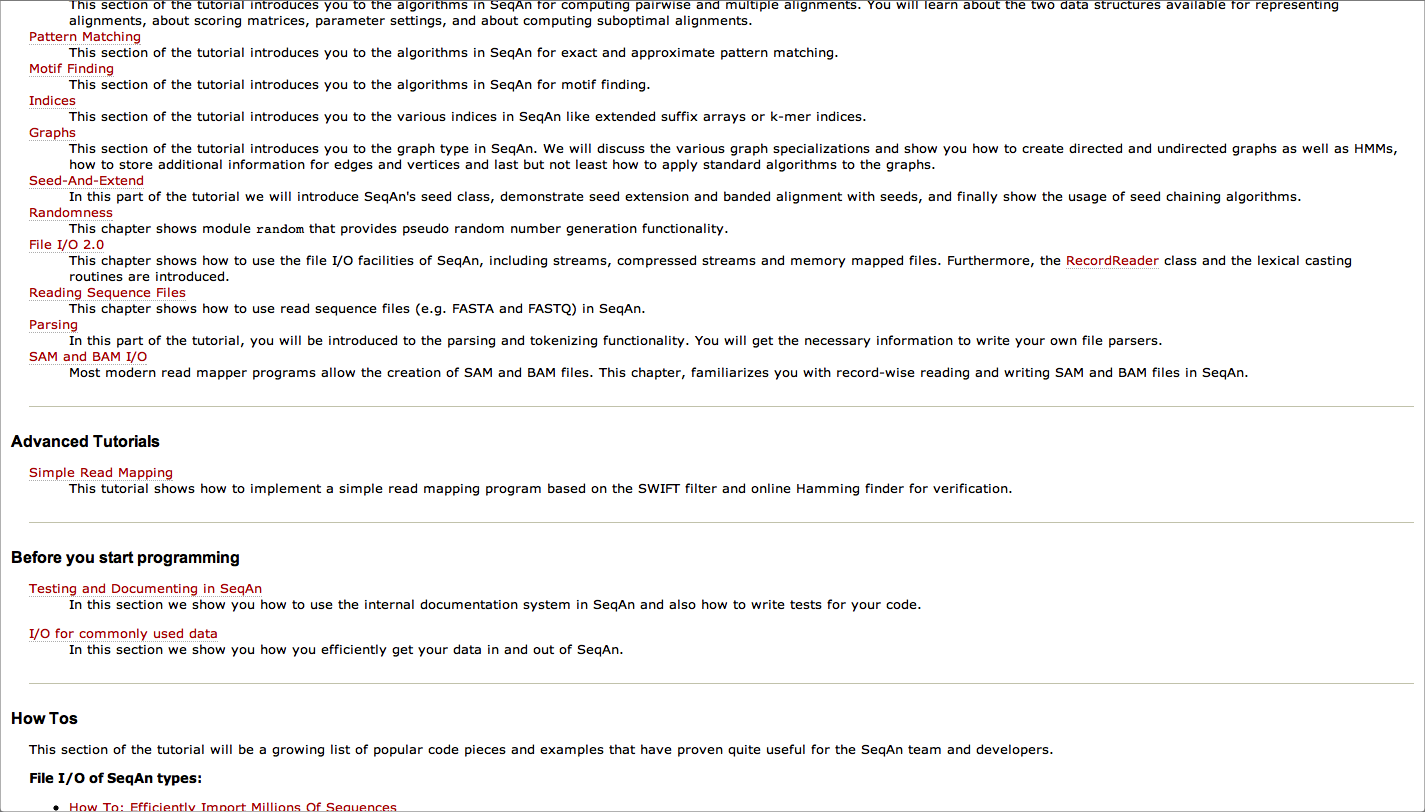 This section of the tutorial introduces you to the algorithms in SeqAn for computing pairwise and multiple alignments. You will learn about the two data structures available for representing
alignments, about scoring matrices, parameter settings, and about computing suboptimal alignments.
Pattern Matching
This section of the tutorial introduces you to the algorithms in SeqAn for exact and approximate pattern matching.
Motif Finding
This section of the tutorial introduces you to the algorithms in SeqAn for motif finding.
Indices
This section of the tutorial introduces you to the various indices in SeqAn like extended suffix arrays or k-mer indices.
Graphs
This section of the tutorial introduces you to the graph type in SeqAn. We will discuss the various graph specializations and show you how to create directed and undirected graphs as well as HMMs,
how to store additional information for edges and vertices and last but not least how to apply standard algorithms to the graphs.
Seed-And-Extend
In this part of the tutorial we will introduce SeqAn's seed class, demonstrate seed extension and banded alignment with seeds, and finally show the usage of seed chaining algorithms.
Randomness
This chapter shows module random that provides pseudo random number generation functionality.
File I/O 2.0
This chapter shows how to use the file I/O facilities of SeqAn, including streams, compressed streams and memory mapped files. Furthermore, the RecordReader class and the lexical casting
routines are introduced.
Reading Sequence Files
This chapter shows how to use read sequence files (e.g. FASTA and FASTQ) in SeqAn.
Parsing
In this part of the tutorial, you will be introduced to the parsing and tokenizing functionality. You will get the necessary information to write your own file parsers.
SAM and BAM I/O
Most modern read mapper programs allow the creation of SAM and BAM files. This chapter, familiarizes you with record-wise reading and writing SAM and BAM files in SeqAn.
Advanced Tutorials
Simple Read Mapping
This tutorial shows how to implement a simple read mapping program based on the SWIFT filter and online Hamming finder for verification.
Before you start programming
Testing and Documenting in SeqAn
In this section we show you how to use the internal documentation system in SeqAn and also how to write tests for your code.
I/O for commonly used data
In this section we show you how you efficiently get your data in and out of SeqAn.
How Tos
This section of the tutorial will be a growing list of popular code pieces and examples that have proven quite useful for the SeqAn team and developers.
File I/O of SeqAn types:
• How To: Efficiently Import Millions Of Sequences